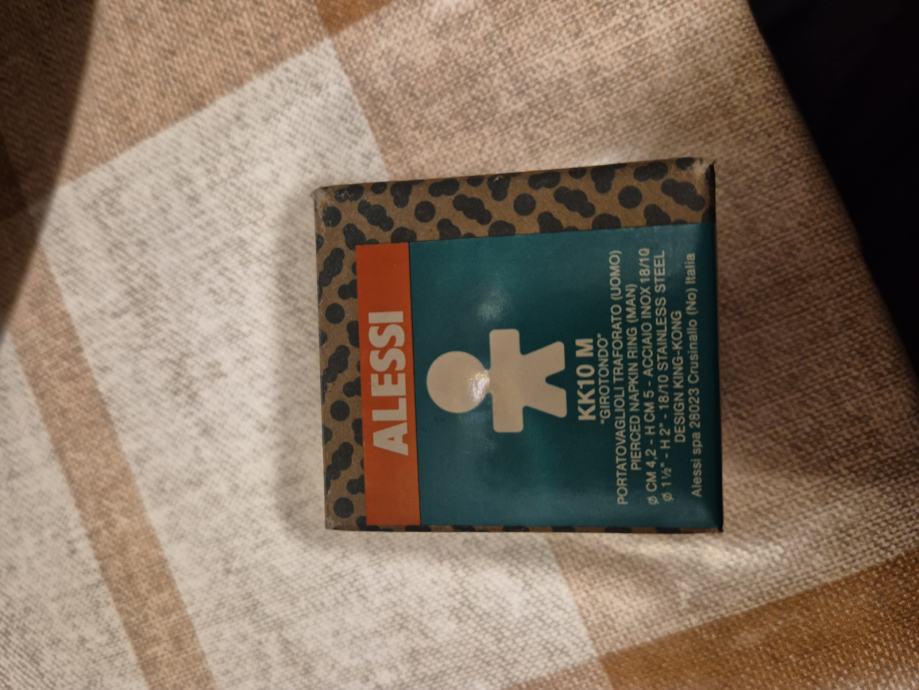 ALESSI
KK10 M
"GIROTONDO"
PORTATOVAGLIOLI TRAFORATO (UOMO)
PIERCED NAPKIN RING (MAN)
Ø CM 4,2 - H CM 5 - ACCIAIO INOX 18/10
Ø 1½" - H 2" - 18/10 STAINLESS STEEL
DESIGN KING-KONG
Alessi spa 28023 Crusinallo (No) Italia